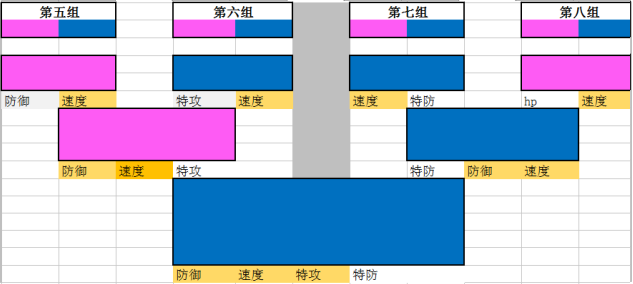 第五组 第六组 第七组 第八组
防御 速度 特攻 速度 速度 特防 hp 速度
防御 速度 特攻 特防 防御 速度
防御 速度 特攻 特防